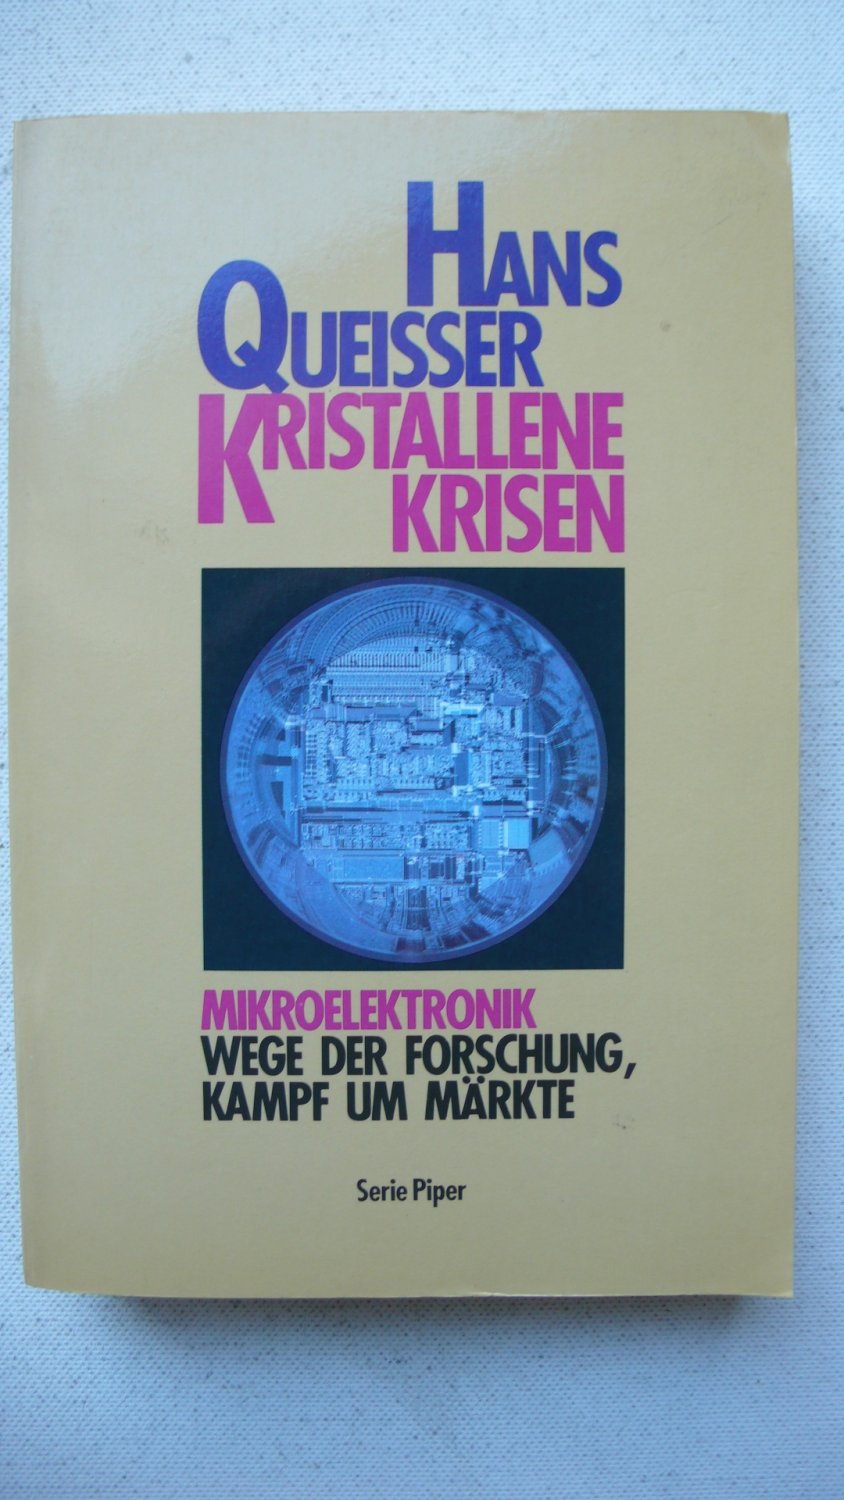 HANS
QUEISSER
KRISTALLENE
KRISEN
MIKROELEKTRONIK
WEGE DER FORSCHUNG,
KAMPF UM MÄRKTE
Serie Piper